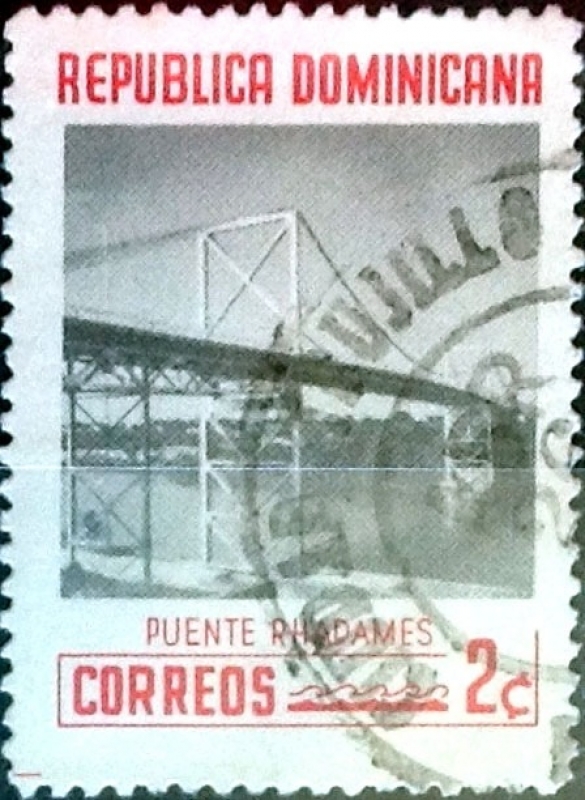 REPUBLICA DOMINICANA
PUENTE RHADAMES
CORREOS 2¢